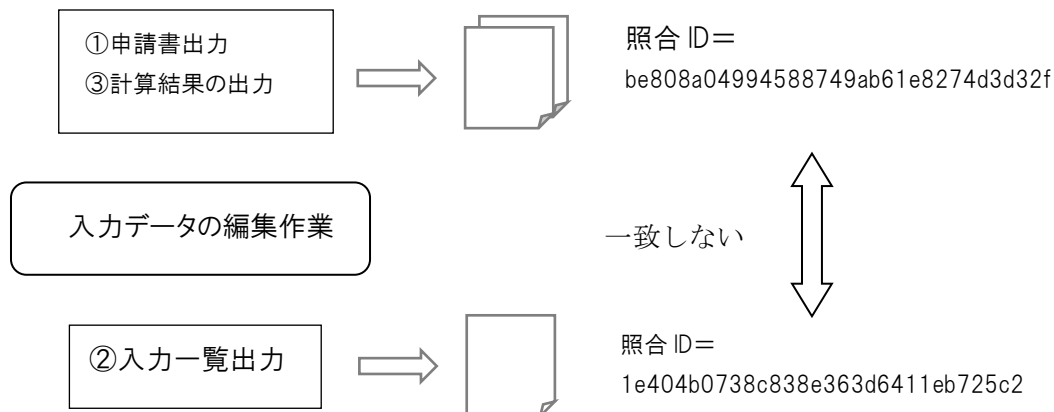 ①申請書出力
③計算結果の出力
照合 ID＝
be808a04994588749ab61e8274d3d32f
入力データの編集作業
一致しない
②入力一覧出力
照合 ID＝
1e404b0738c838e363d6411eb725c2